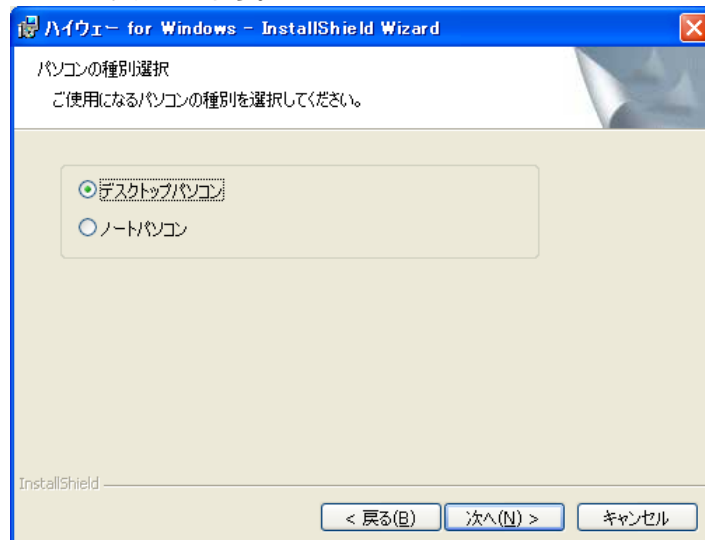 ハイウェー for Windows - InstallShield Wizard
パソコンの種別選択
ご使用になるパソコンの種別を選択してください。
デスクトップパソコン
ノートパソコン
InstallShield
< 戻る(B) 次へ(N) > キャンセル